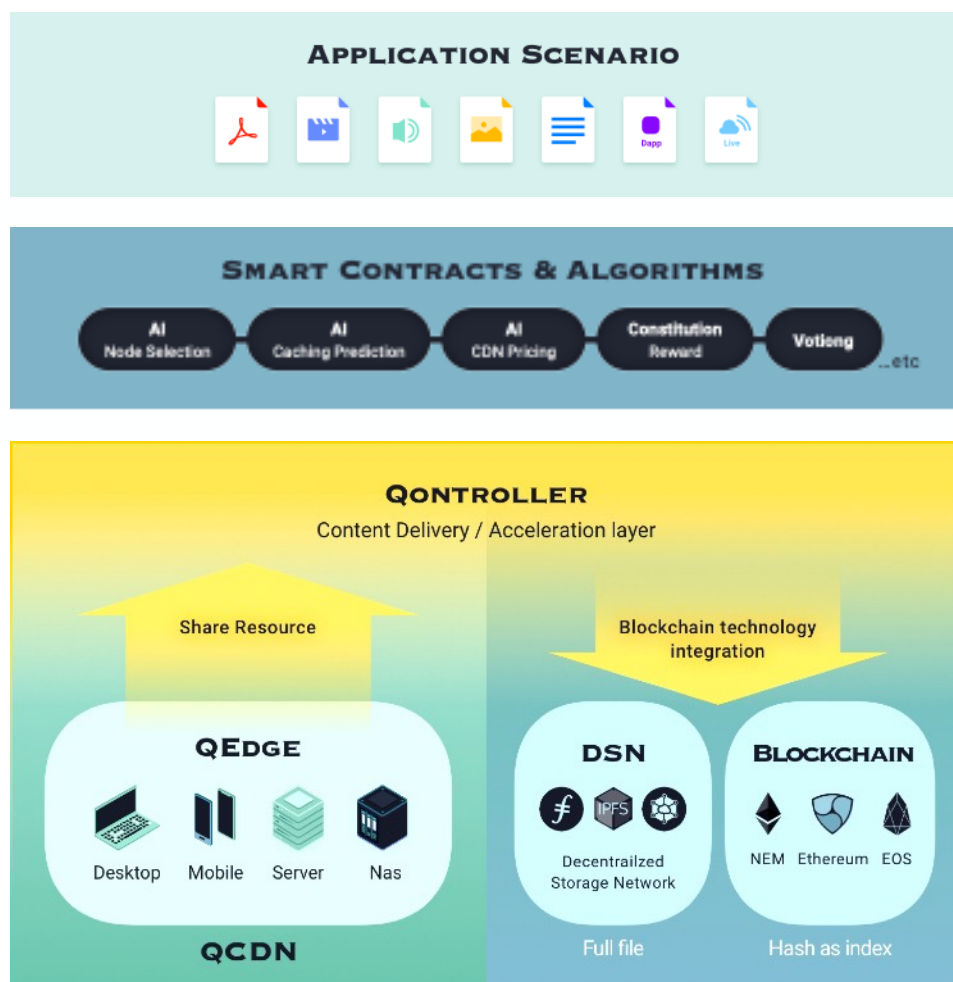 APPLICATION SCENARIO
Dapp
Live
SMART CONTRACTS & ALGORITHMS
AI
Node Selection
AI
Caching Prediction
AI
CDN Pricing
Constitution
Reward
Votiong
...etc
QONTROLLER
Content Delivery / Acceleration layer
Share Resource
Blockchain technology
integration
QEDGE
Desktop
Mobile
Server
Nas
QCDN
DSN
IPFS
Decentrailzed
Storage Network
Full file
BLOCKCHAIN
NEM
Ethereum
EOS
Hash as index